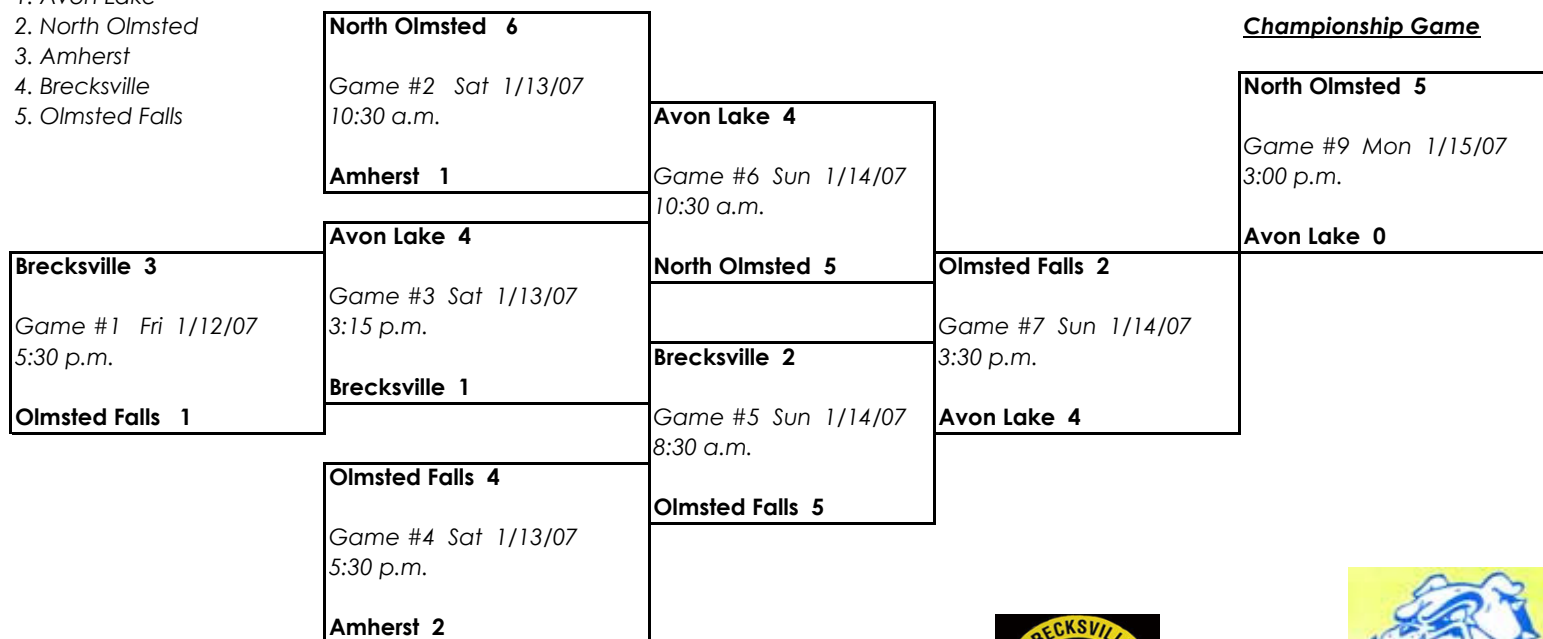 1. Avon Lake
2. North Olmsted
3. Amherst
4. Brecksville
5. Olmsted Falls
North Olmsted 6
Game #2 Sat 1/13/07
10:30 a.m.
Amherst 1
Avon Lake 4
Game #3 Sat 1/13/07
3:15 p.m.
Brecksville 1
Brecksville 3
Game #1 Fri 1/12/07
5:30 p.m.
Olmsted Falls 1
Olmsted Falls 4
Game #4 Sat 1/13/07
5:30 p.m.
Amherst 2
Avon Lake 4
Game #6 Sun 1/14/07
10:30 a.m.
North Olmsted 5
Brecksville 2
Game #5 Sun 1/14/07
8:30 a.m.
Olmsted Falls 5
Olmsted Falls 2
Game #7 Sun 1/14/07
3:30 p.m.
Avon Lake 4
Championship Game
North Olmsted 5
Game #9 Mon 1/15/07
3:00 p.m.
Avon Lake 0